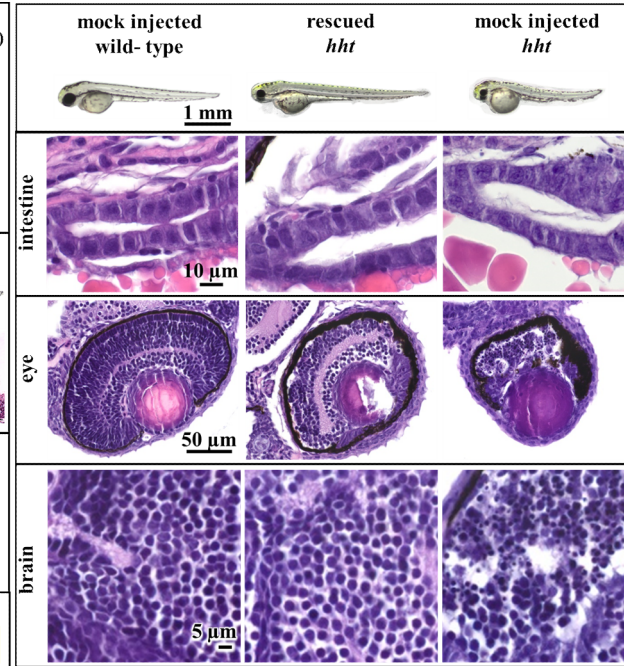 )
mock injected
wild- type
rescued
hht
mock injected
hht
1 mm
intestine
10 µm
eye
50 µm
brain
5 µm